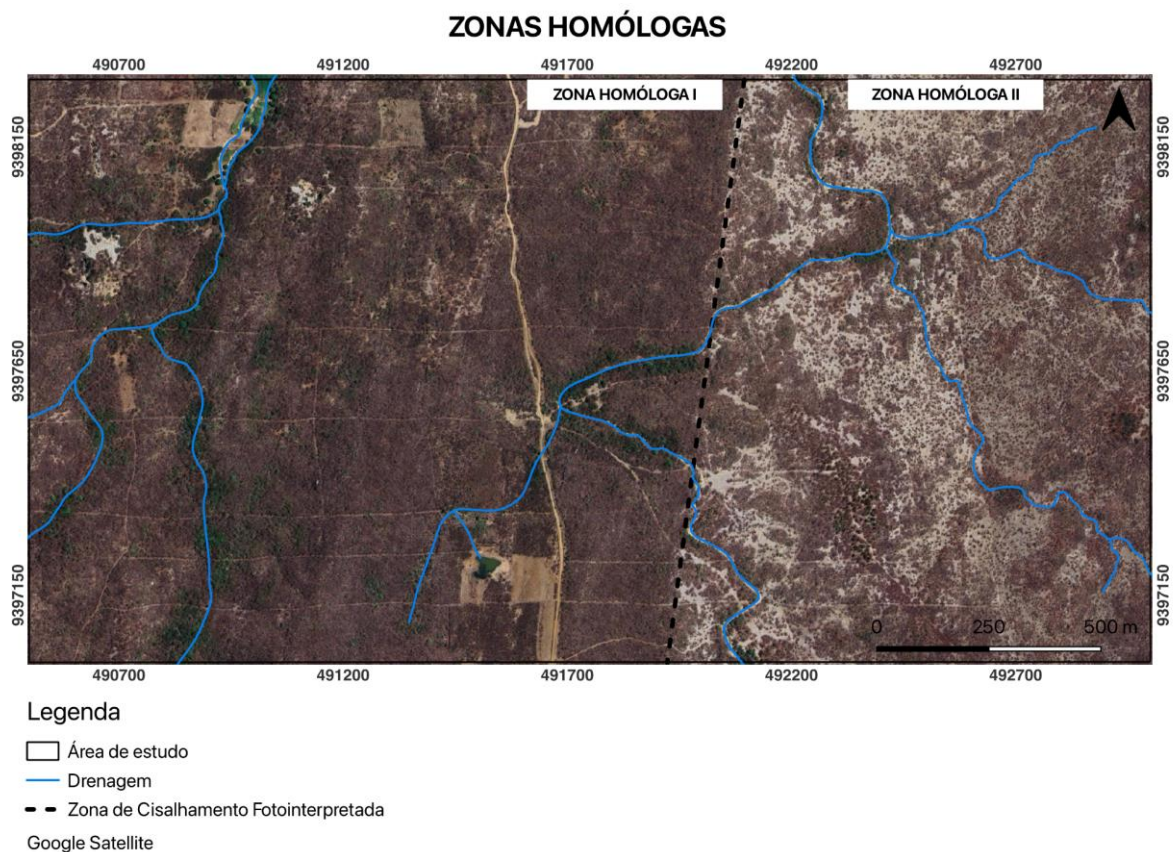 ZONAS HOMÓLOGAS
490700 491200 491700 492200 492700
ZONA HOMÓLOGA I ZONA HOMÓLOGA II
9398150 9398150
9397650 9397650
9397150 9397150
0 250 500 m
490700 491200 491700 492200 492700
Legenda
Área de estudo
Drenagem
Zona de Cisalhamento Fotointerpretada
Google Satellite